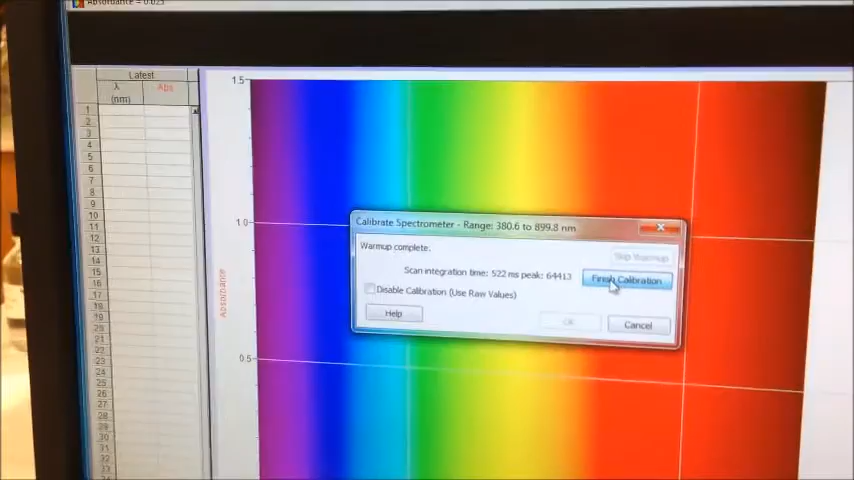 Absorbance = 0.023
Latest
λ
(nm)
Abs
1
2
3
4
5
6
7
8
9
10
11
12
13
14
15
16
17
18
19
20
21
22
23
24
25
26
27
28
29
30
31
32
33
1.5
1.0
0.5
Absorbance
Calibrate Spectrometer - Range: 380.6 to 899.8 nm
Warmup complete.
Skip Warmup
Scan integration time: 522 ms peak: 64413
Finish Calibration
Disable Calibration (Use Raw Values)
Help
OK
Cancel